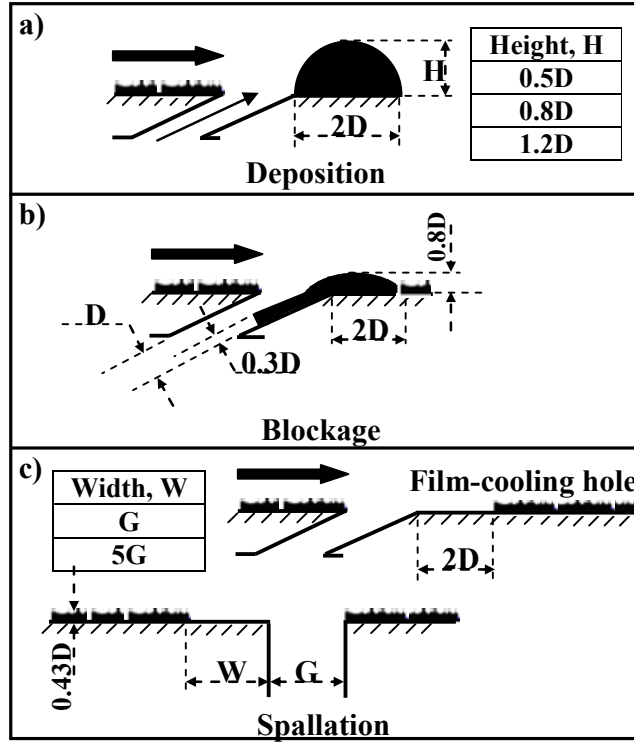 a)
H
Height, H
0.5D
0.8D
1.2D
2D
Deposition
b)
0.8D
D
2D
0.3D
Blockage
c)
Width, W
G
5G
Film-cooling hole
2D
0.43D
W
G
Spallation